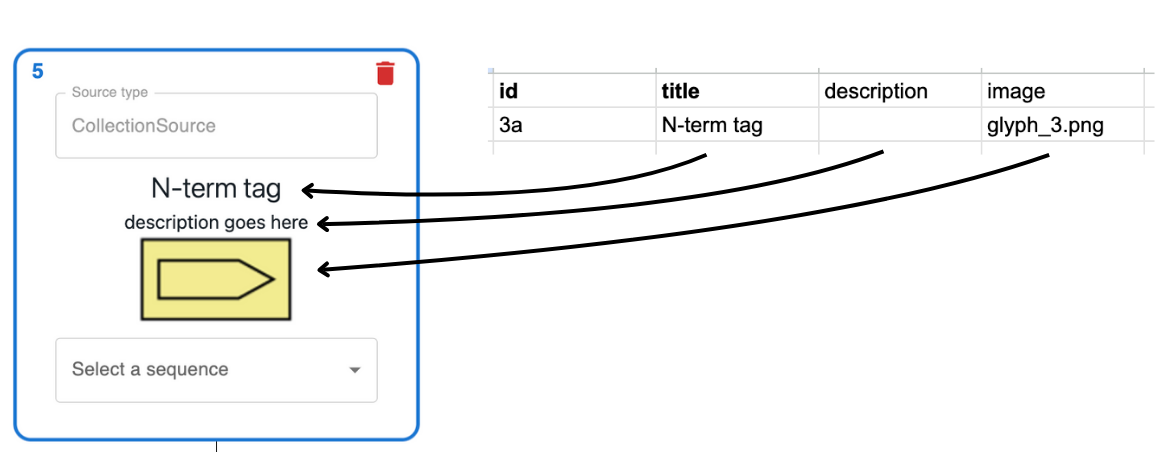 5
Source type
CollectionSource
N-term tag
description goes here
Select a sequence
id title description image
3a N-term tag glyph_3.png